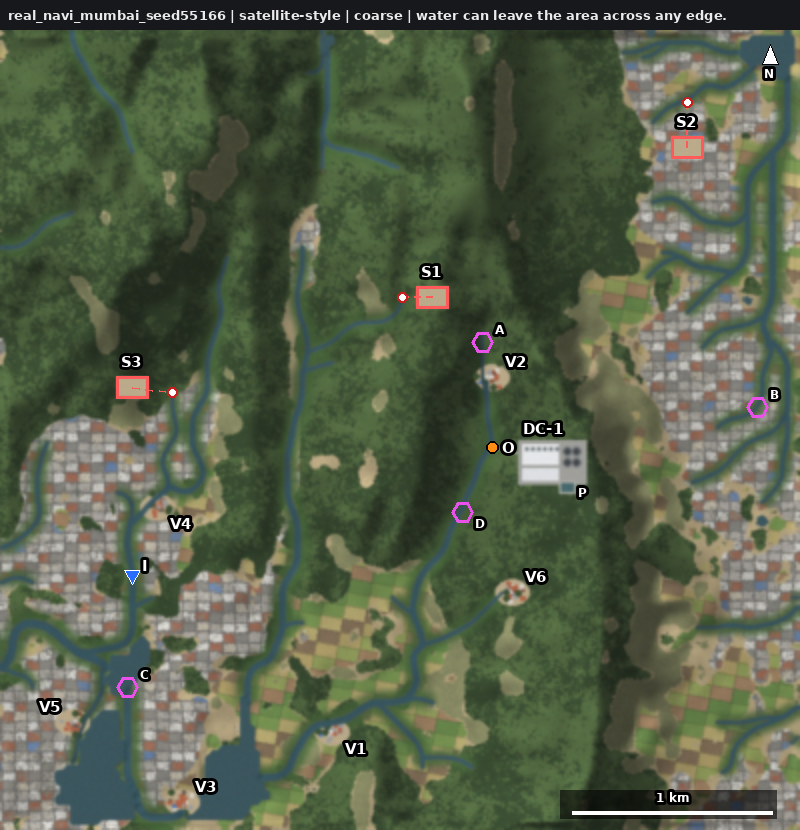 real_navi_mumbai_seed55166 | satellite-style | coarse | water can leave the area across any edge.
N
S2
S1
A
S3
V2
B
DC-1
O
P
V4
D
I
V6
C
V5
V1
V3
1 km